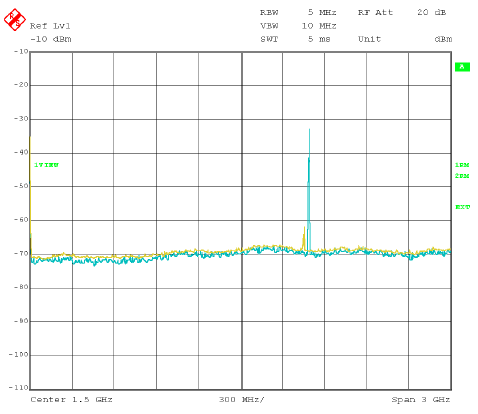 RBW 5 MHz RF Att 20 dB
Ref Lvl VBW 10 MHz
-10 dBm SWT 5 ms Unit dBm
-10
A
-20
-30
-40
1VIEW 1RM
2RM
-50
EXT
-60
-70
-80
-90
-100
-110
Center 1.5 GHz 300 MHz/ Span 3 GHz